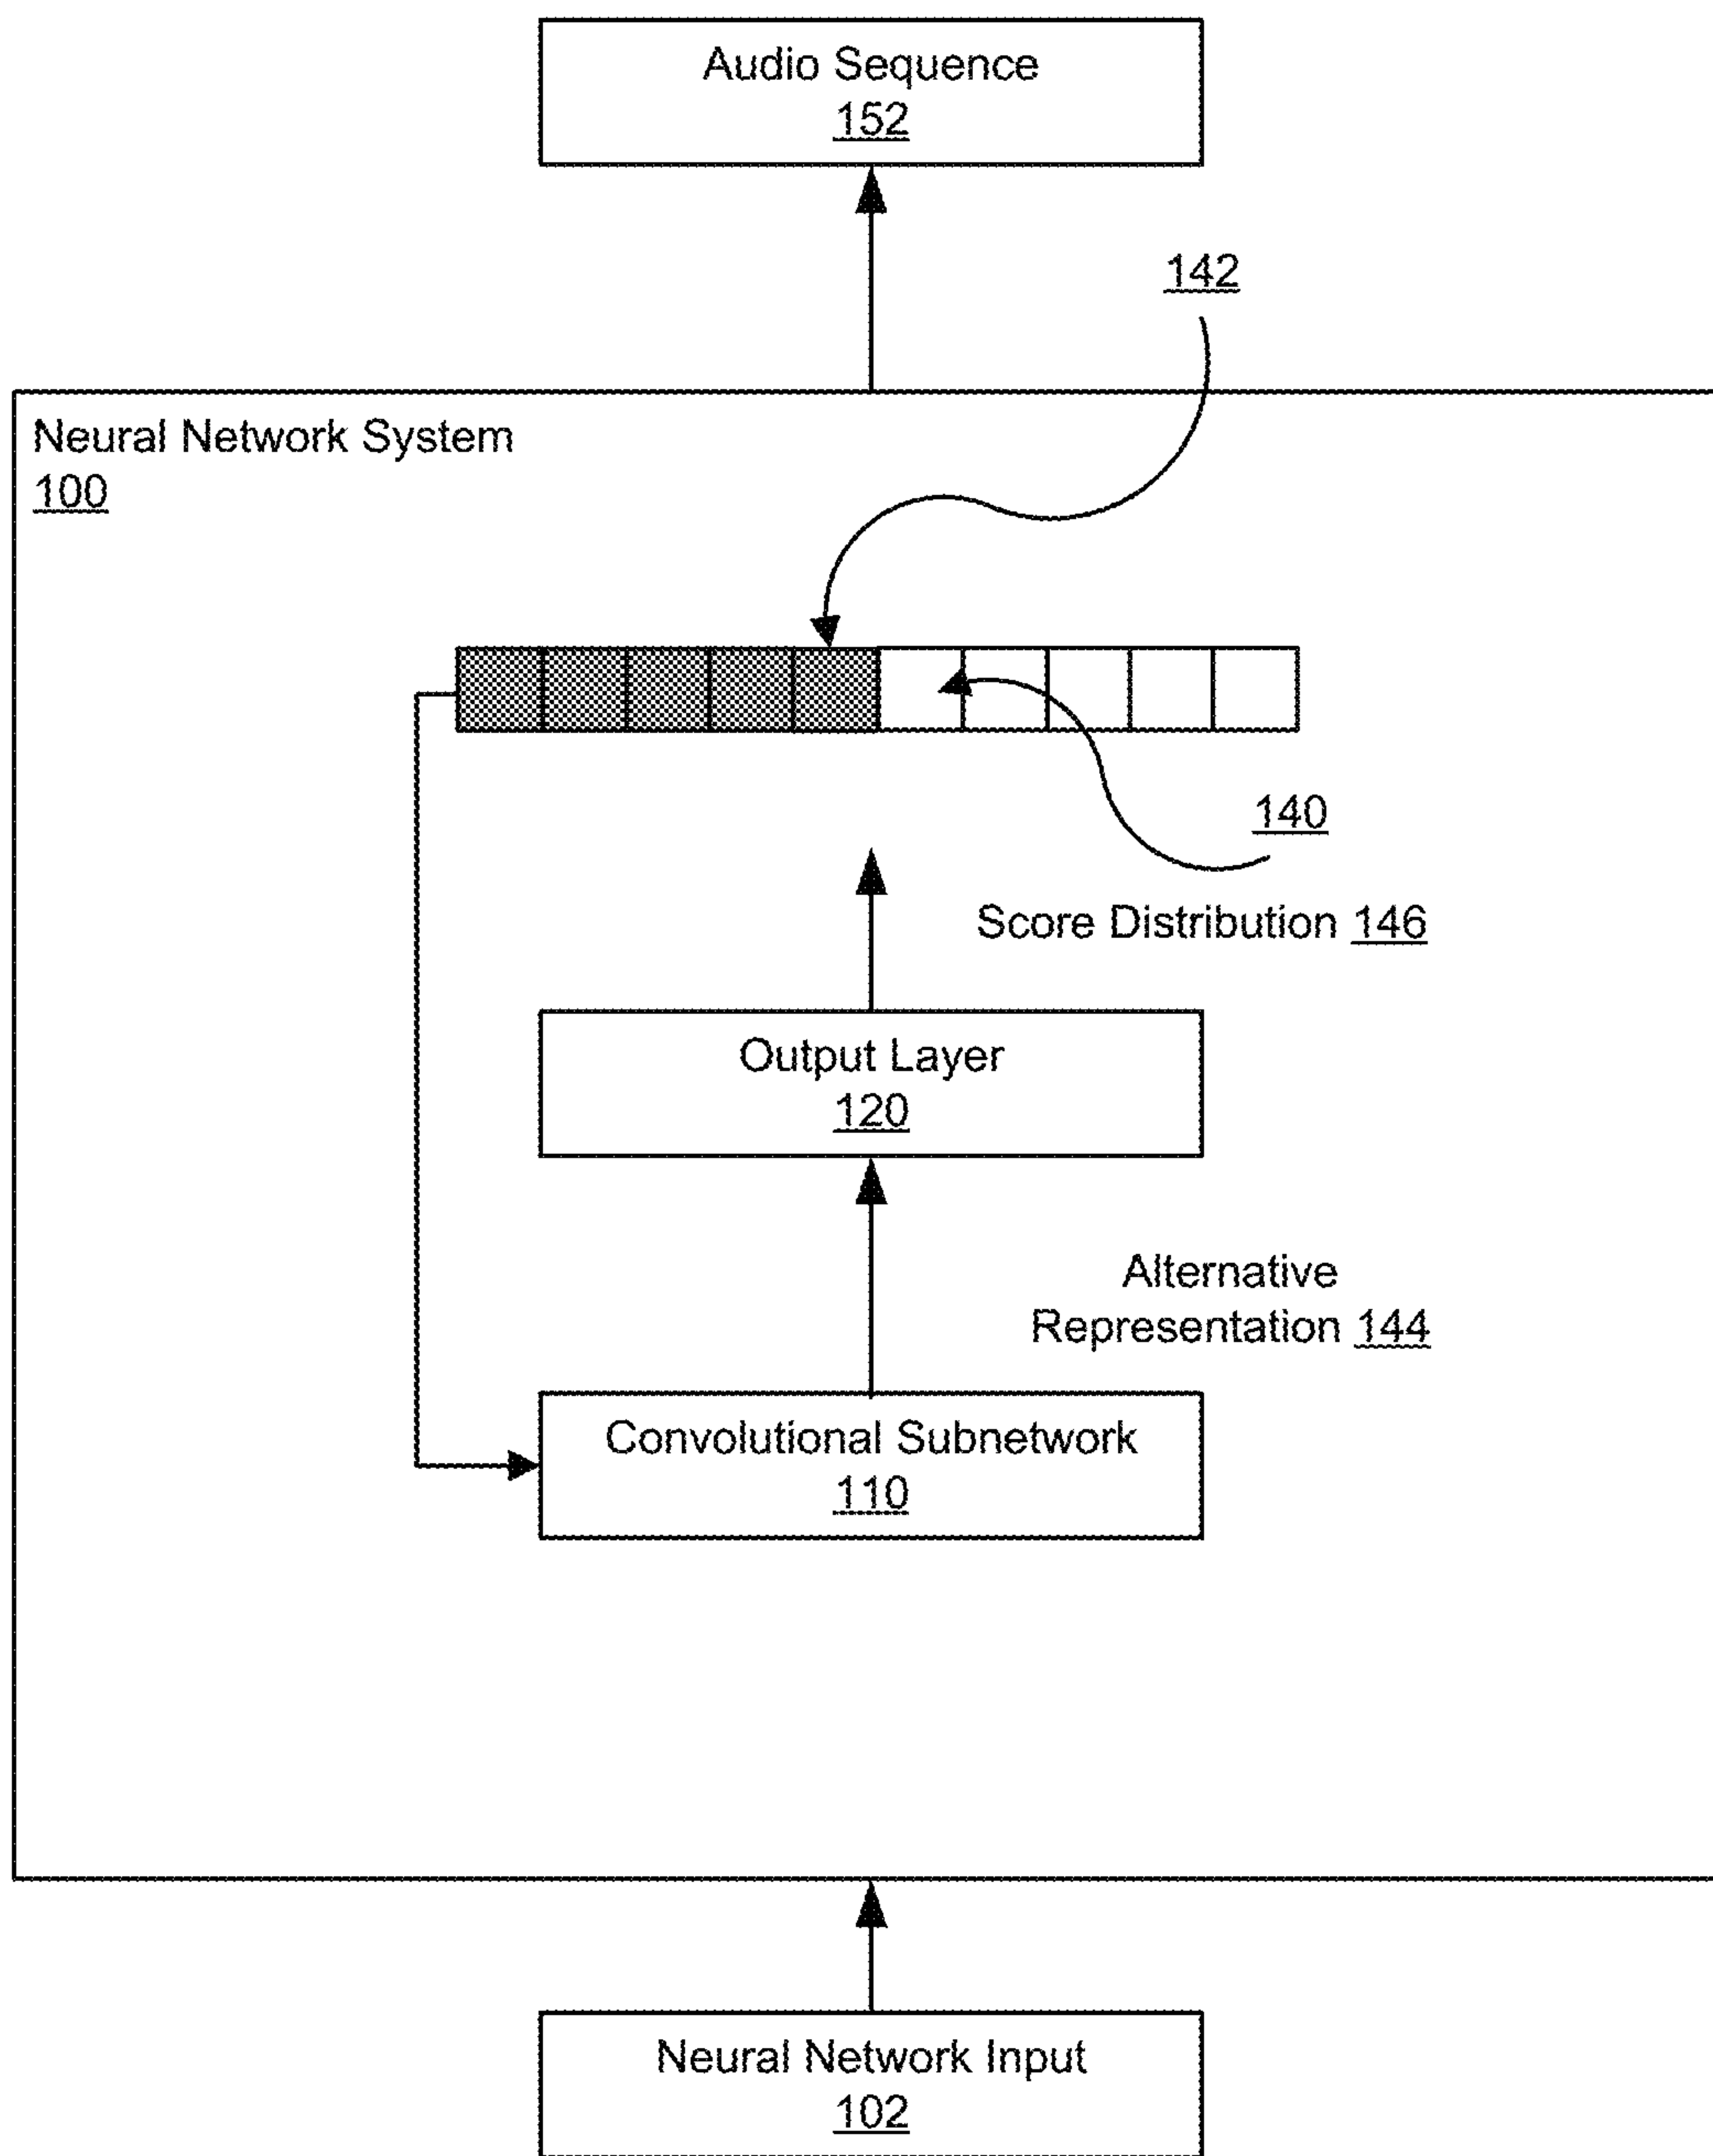 Audio Sequence
152
142
Neural Network System
100
140
Score Distribution 146
Output Layer
120
Alternative
Representation 144
Convolutional Subnetwork
110
Neural Network Input
102